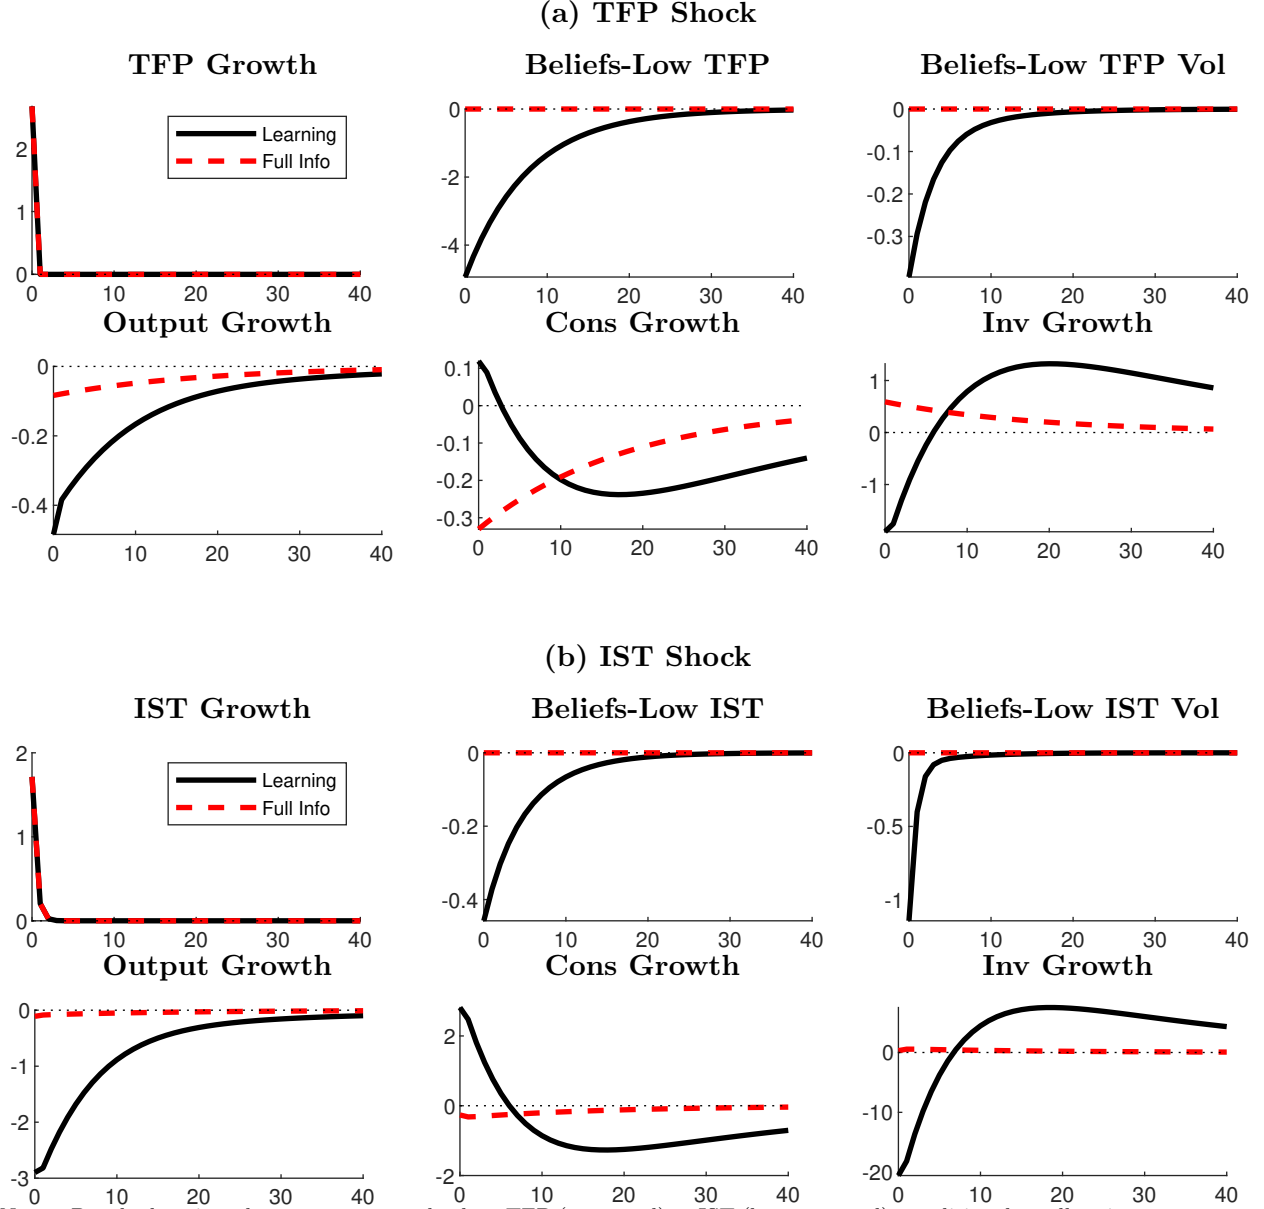 (a) TFP Shock
TFP Growth
Beliefs-Low TFP
Beliefs-Low TFP Vol
2
1
0
Learning
Full Info
0 10 20 30 40
0
-2
-4
0 10 20 30 40
0
-0.1
-0.2
-0.3
0 10 20 30 40
Output Growth
Cons Growth
Inv Growth
0
-0.2
-0.4
0 10 20 30 40
0.1
0
-0.1
-0.2
-0.3
0 10 20 30 40
1
0
-1
0 10 20 30 40
(b) IST Shock
IST Growth
Beliefs-Low IST
Beliefs-Low IST Vol
2
1
0
Learning
Full Info
0 10 20 30 40
0
-0.2
-0.4
0 10 20 30 40
0
-0.5
-1
0 10 20 30 40
Output Growth
Cons Growth
Inv Growth
0
-1
-2
-3
0 10 20 30 40
2
0
-2
0 10 20 30 40
0
-10
-20
0 10 20 30 40